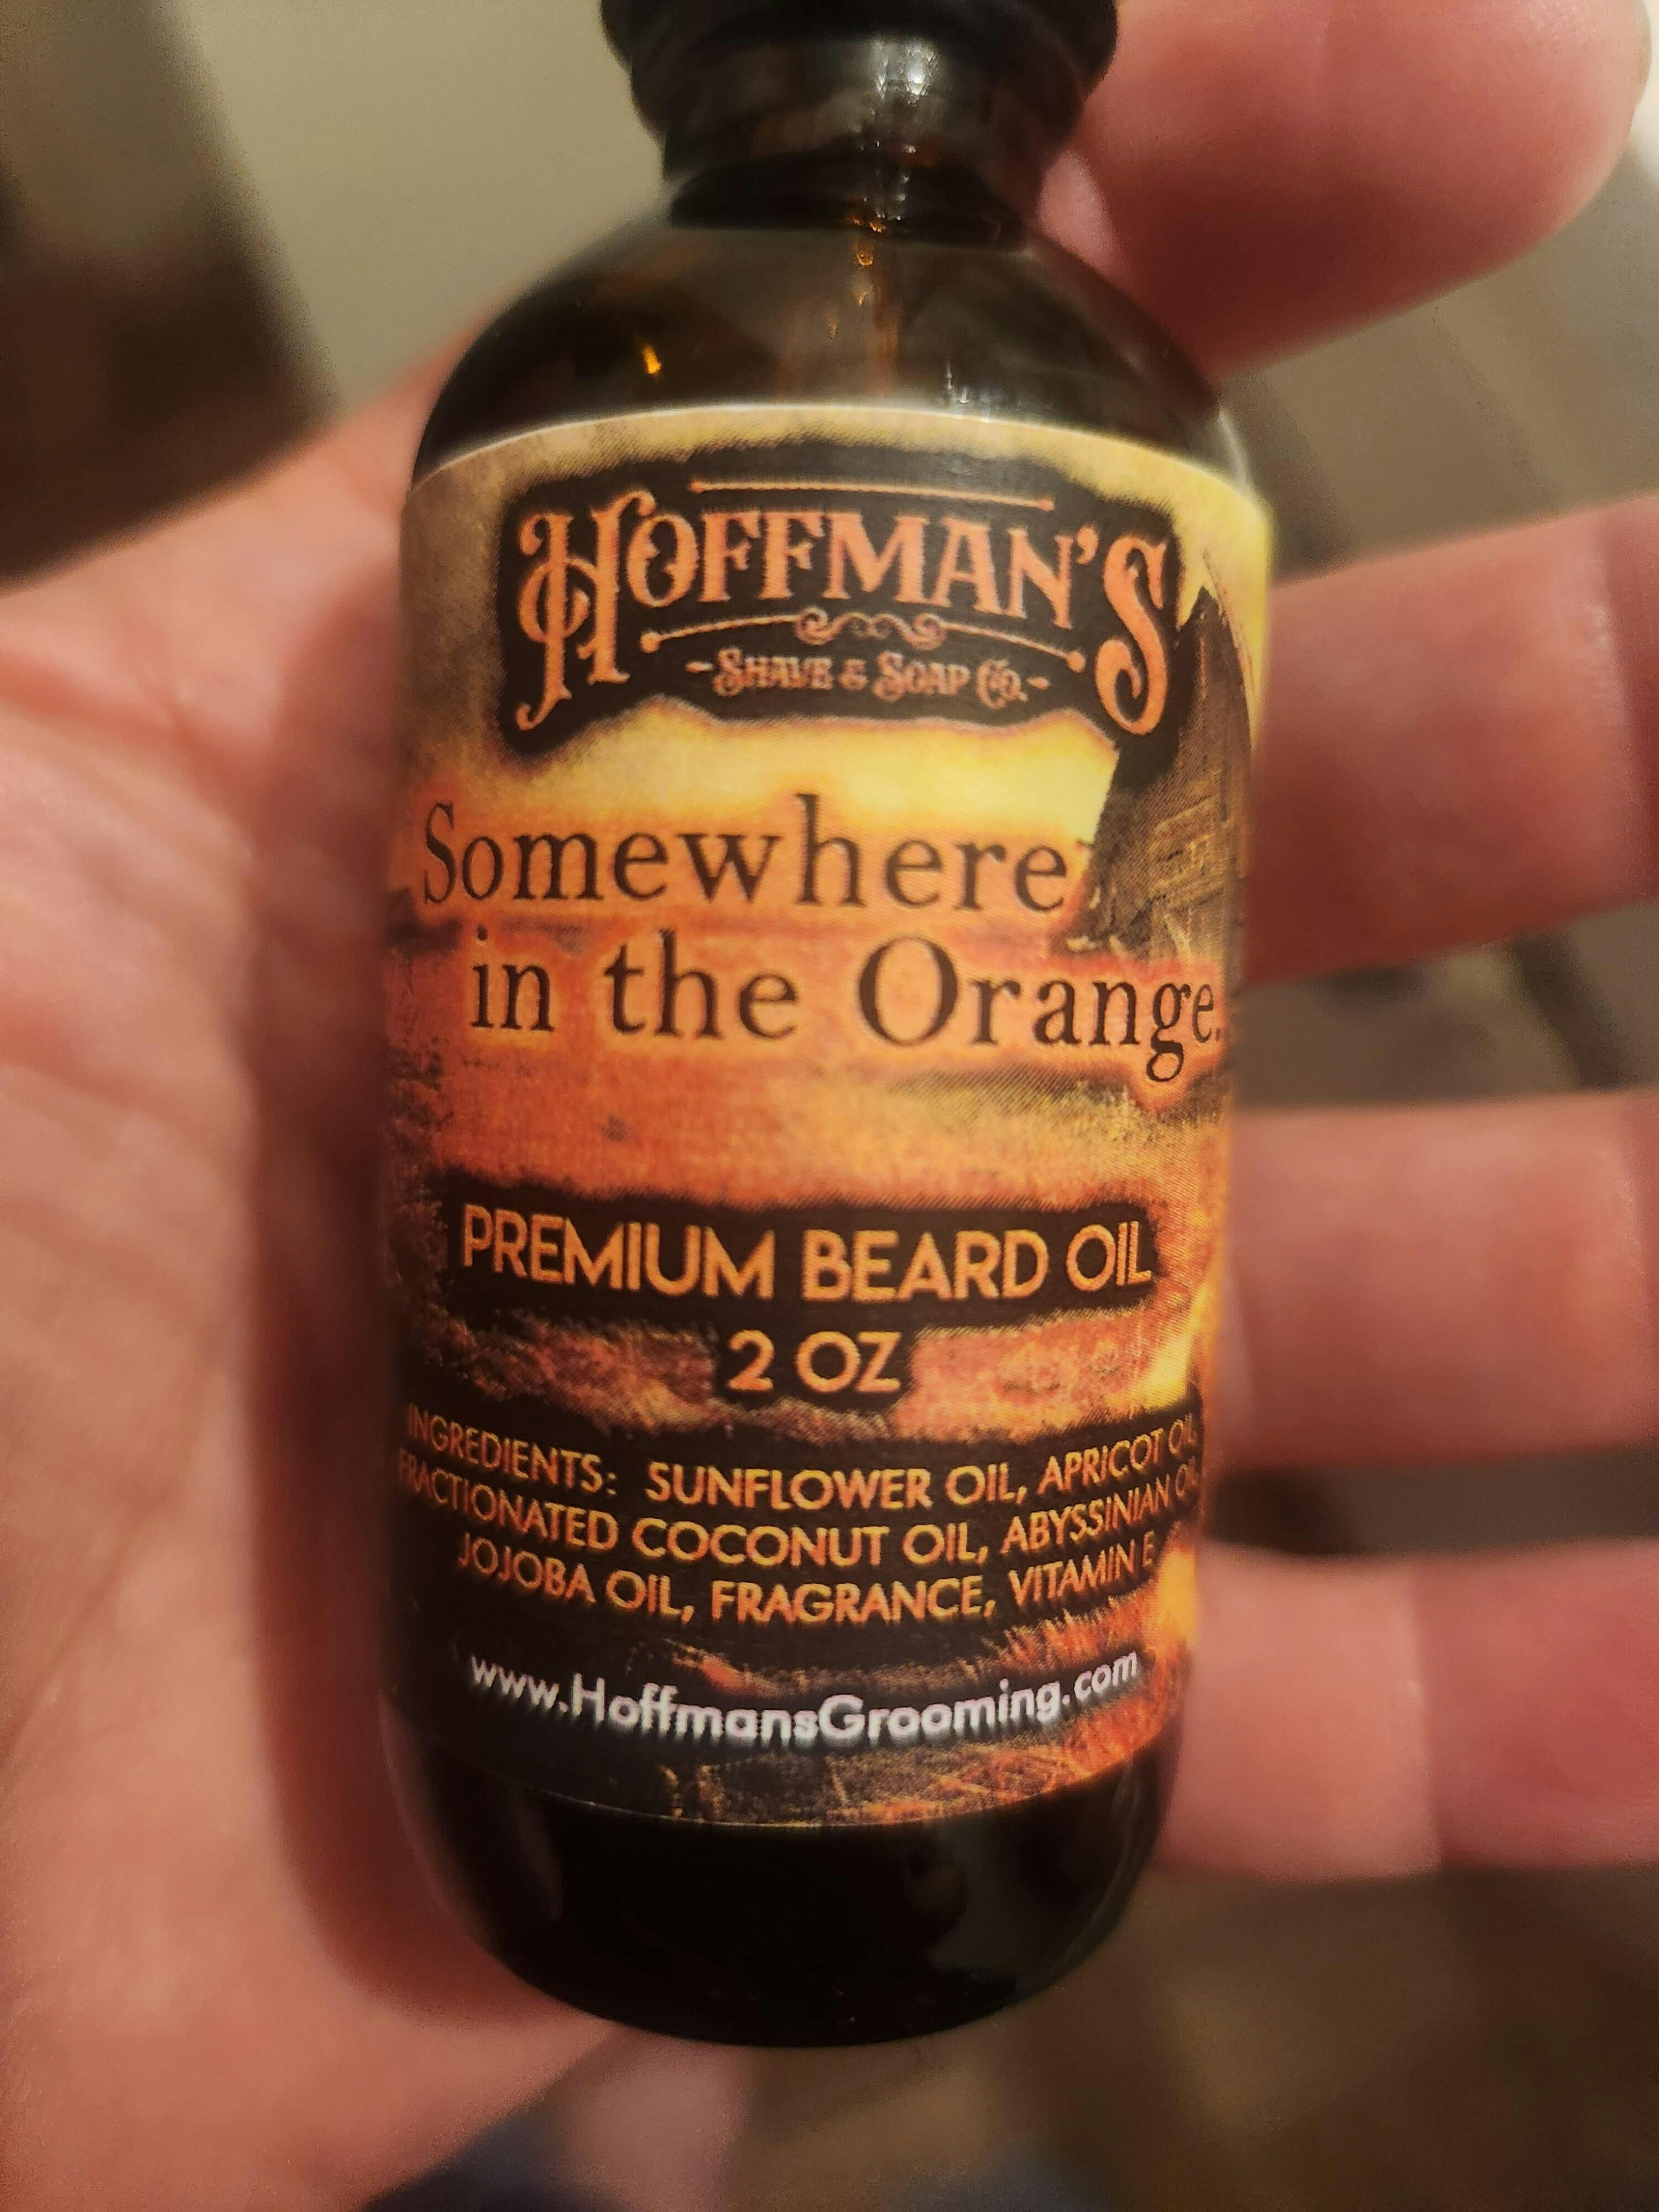 HOFFMAN'S
-SHAVE & SOAP CO.-
Somewhere
in the Orange.
PREMIUM BEARD OIL
2 OZ
INGREDIENTS: SUNFLOWER OIL, APRICOT OIL,
FRACTIONATED COCONUT OIL, ABYSSINIAN OIL,
JOJOBA OIL, FRAGRANCE, VITAMIN E
www.HoffmansGrooming.com